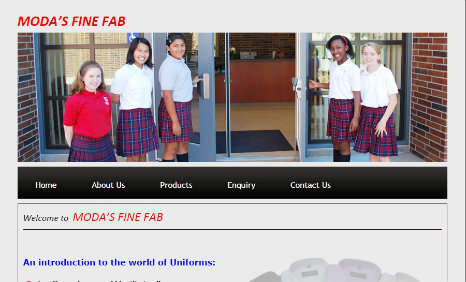 MODA'S FINE FAB
Home About Us Products Enquiry Contact Us
Welcome to MODA'S FINE FAB
An introduction to the world of Uniforms: